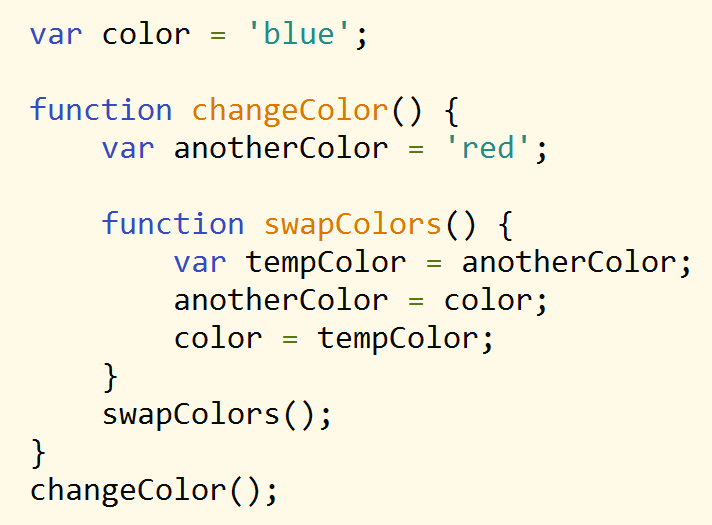 var color = 'blue';
function changeColor() {
    var anotherColor = 'red';
    function swapColors() {
        var tempColor = anotherColor;
        anotherColor = color;
        color = tempColor;
    }
    swapColors();
}
changeColor();